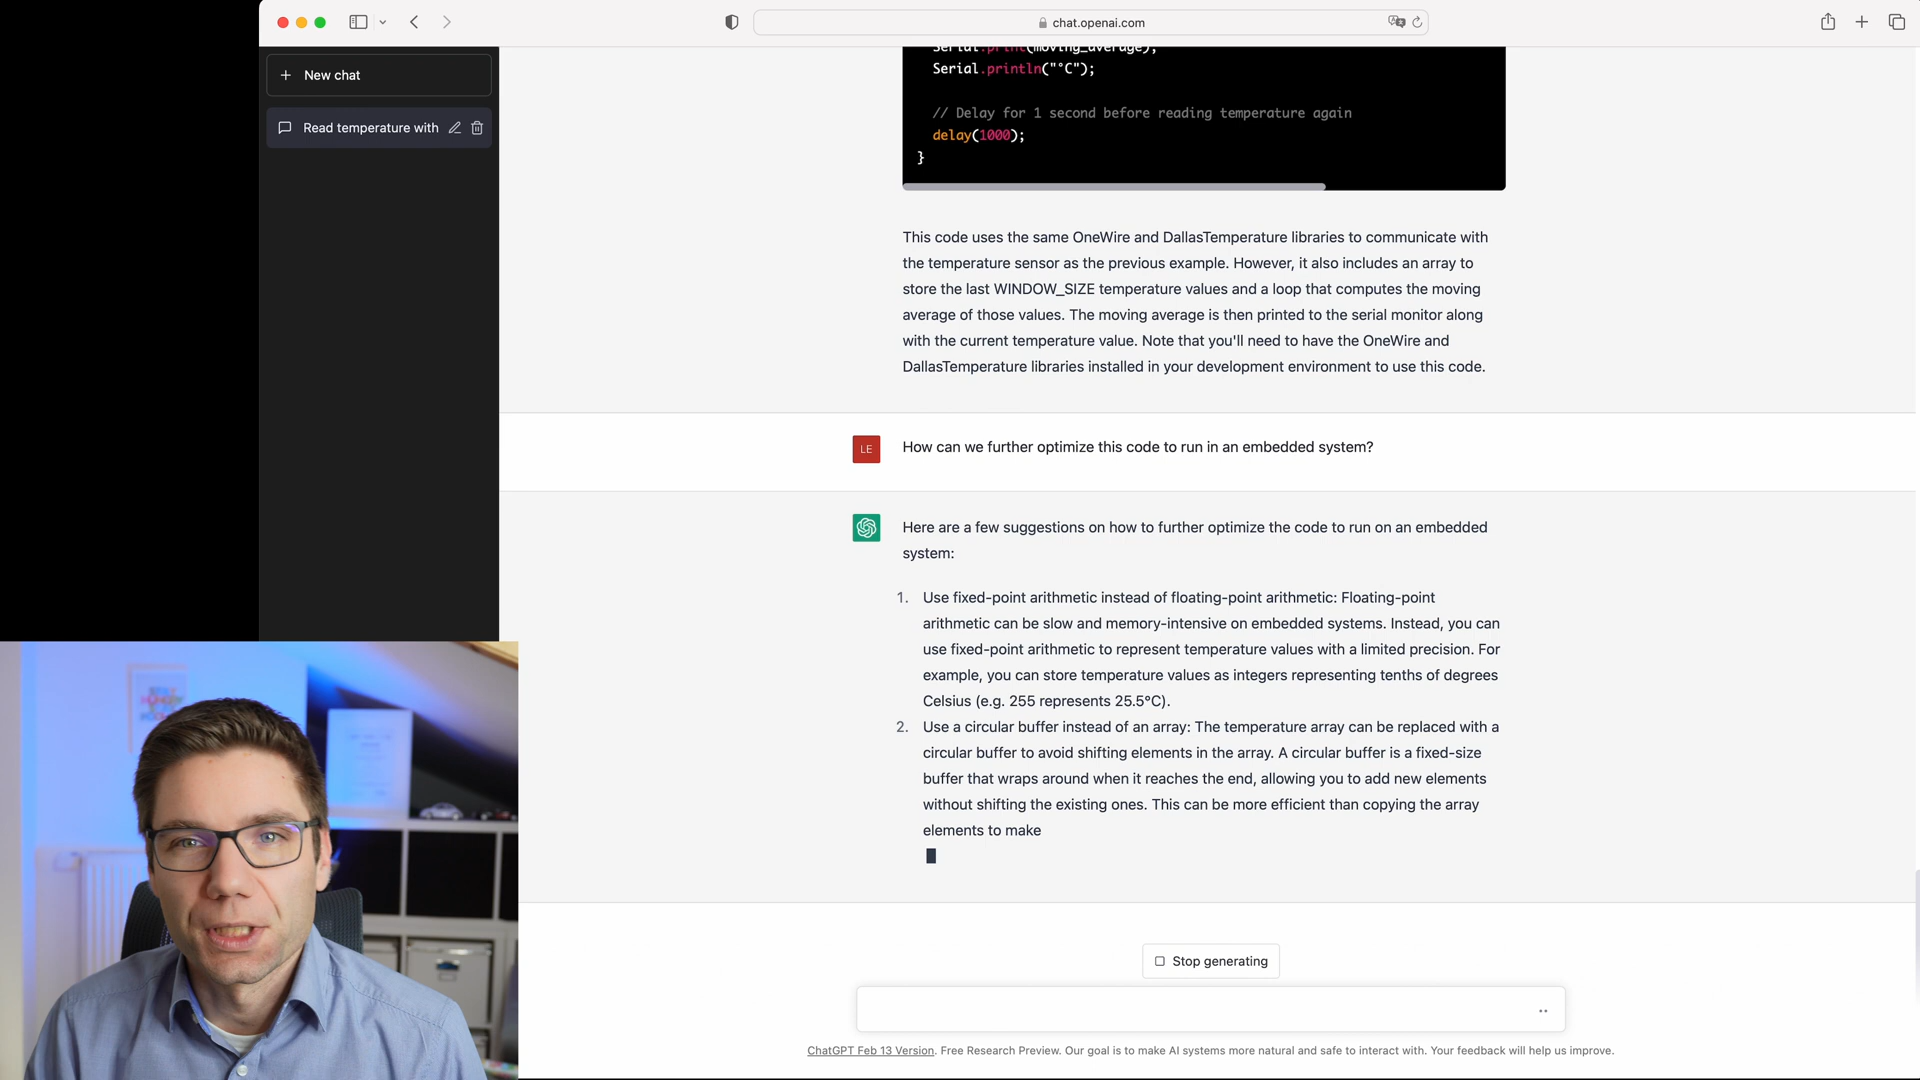 chat.openai.com
New chat
Read temperature with
Serial.print(moving_average);
Serial.println("°C");
// Delay for 1 second before reading temperature again
delay(1000);
}
This code uses the same OneWire and DallasTemperature libraries to communicate with
the temperature sensor as the previous example. However, it also includes an array to
store the last WINDOW_SIZE temperature values and a loop that computes the moving
average of those values. The moving average is then printed to the serial monitor along
with the current temperature value. Note that you'll need to have the OneWire and
DallasTemperature libraries installed in your development environment to use this code.
LE
How can we further optimize this code to run in an embedded system?
Here are a few suggestions on how to further optimize the code to run on an embedded
system:
1. Use fixed-point arithmetic instead of floating-point arithmetic: Floating-point
arithmetic can be slow and memory-intensive on embedded systems. Instead, you can
use fixed-point arithmetic to represent temperature values with a limited precision. For
example, you can store temperature values as integers representing tenths of degrees
Celsius (e.g. 255 represents 25.5°C).
2. Use a circular buffer instead of an array: The temperature array can be replaced with a
circular buffer to avoid shifting elements in the array. A circular buffer is a fixed-size
buffer that wraps around when it reaches the end, allowing you to add new elements
without shifting the existing ones. This can be more efficient than copying the array
elements to make
Stop generating
ChatGPT Feb 13 Version. Free Research Preview. Our goal is to make AI systems more natural and safe to interact with. Your feedback will help us improve.